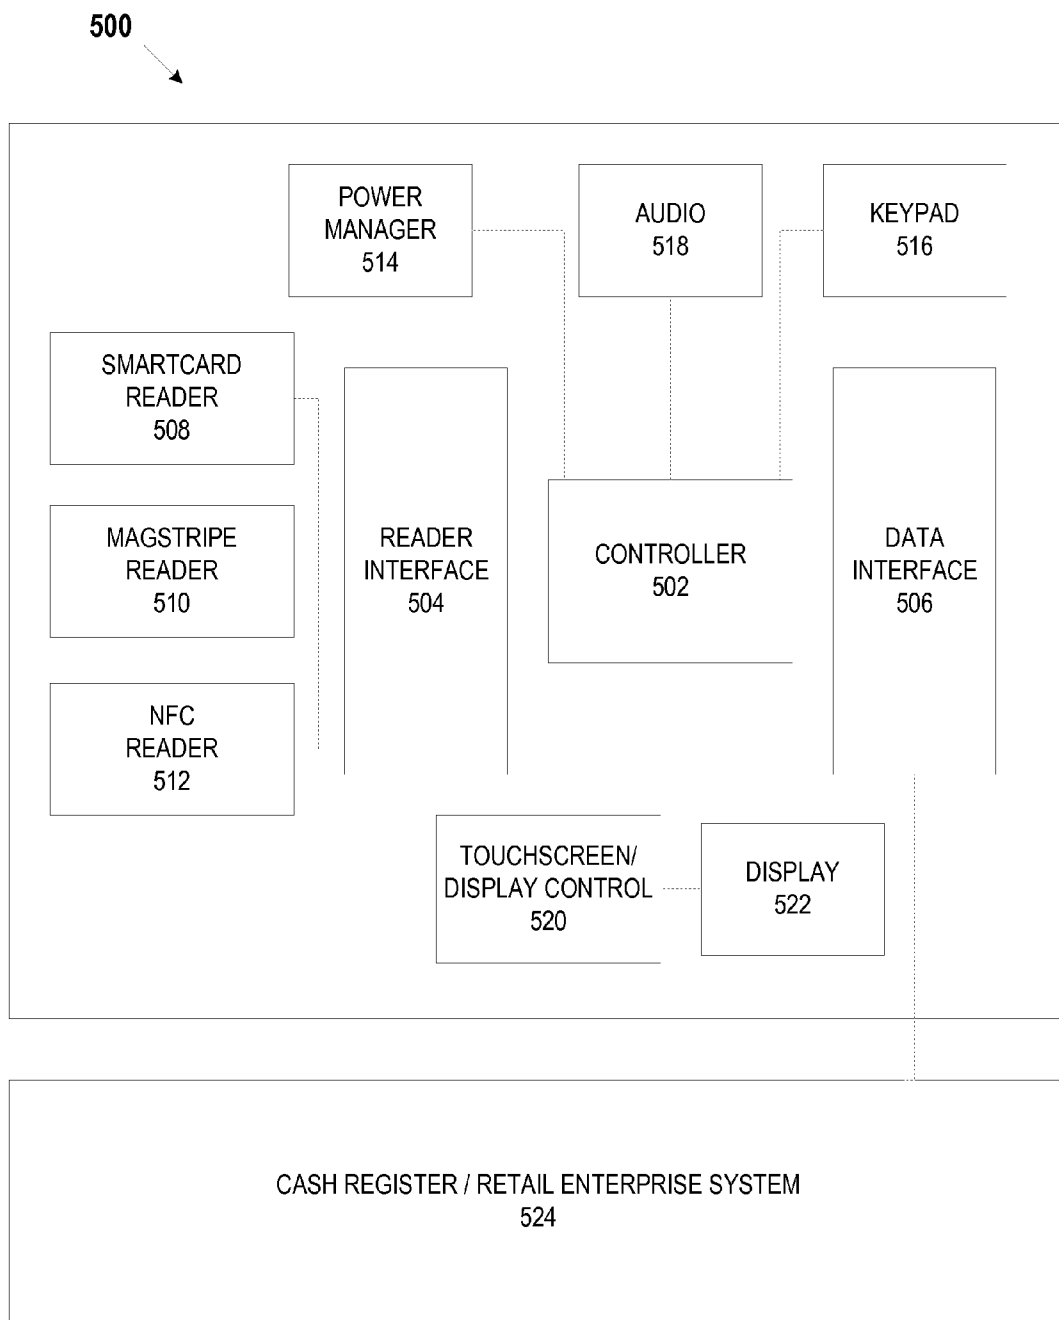 500
POWER
MANAGER
514
AUDIO
518
KEYPAD
516
SMARTCARD
READER
508
MAGSTRIPE
READER
510
NFC
READER
512
READER
INTERFACE
504
CONTROLLER
502
DATA
INTERFACE
506
TOUCHSCREEN/
DISPLAY CONTROL
520
DISPLAY
522
CASH REGISTER / RETAIL ENTERPRISE SYSTEM
524